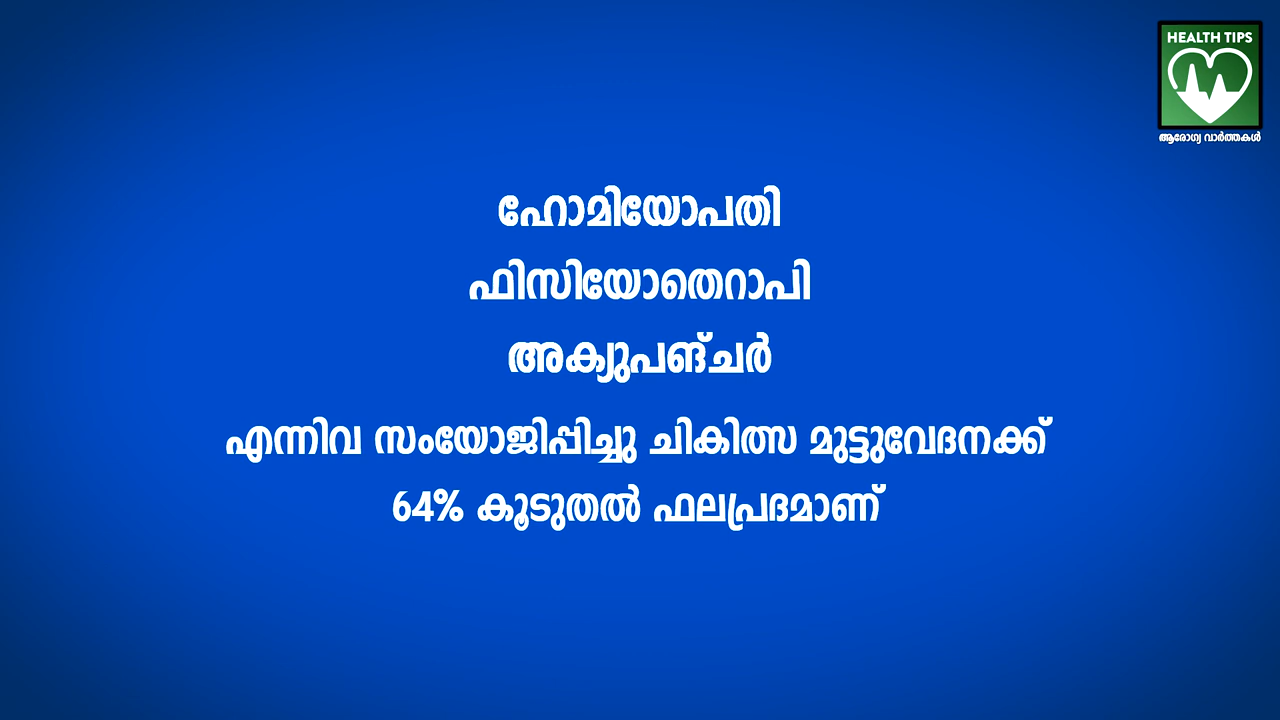 HEALTH TIPS
ആരോഗ്യ വാർത്തകൾ
ഹോമിയോപതി
ഫിസിയോതെറാപി
അക്യുപങ്ചർ
എന്നിവ സംയോജിപ്പിച്ചു ചികിത്സ മുട്ടുവേദനക്ക്
64% കൂടുതൽ ഫലപ്രദമാണ്